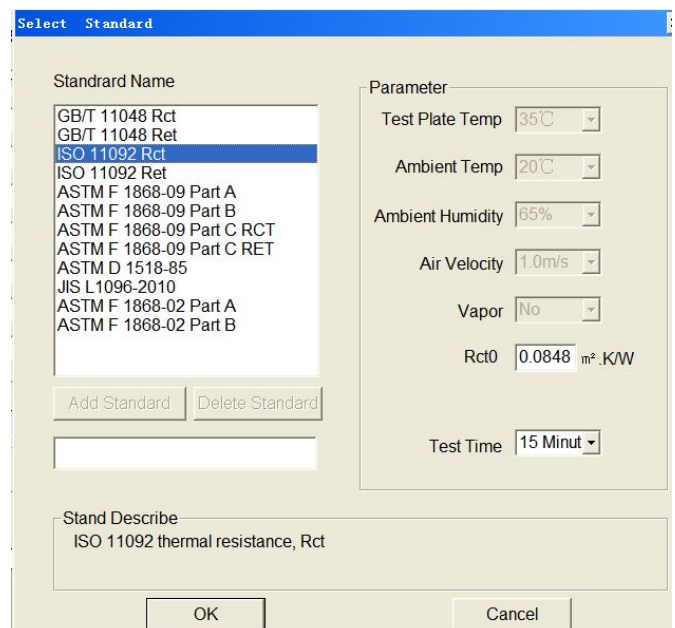 Select Standard
Standrard Name
GB/T 11048 Rct
GB/T 11048 Ret
ISO 11092 Rct
ISO 11092 Ret
ASTM F 1868-09 Part A
ASTM F 1868-09 Part B
ASTM F 1868-09 Part C RCT
ASTM F 1868-09 Part C RET
ASTM D 1518-85
JIS L1096-2010
ASTM F 1868-02 Part A
ASTM F 1868-02 Part B
Add Standard
Delete Standard
Parameter
Test Plate Temp 35℃
Ambient Temp 20℃
Ambient Humidity 65%
Air Velocity 1.0m/s
Vapor No
Rct0 0.0848 m².K/W
Test Time 15 Minut
Stand Describe
ISO 11092 thermal resistance, Rct
OK
Cancel